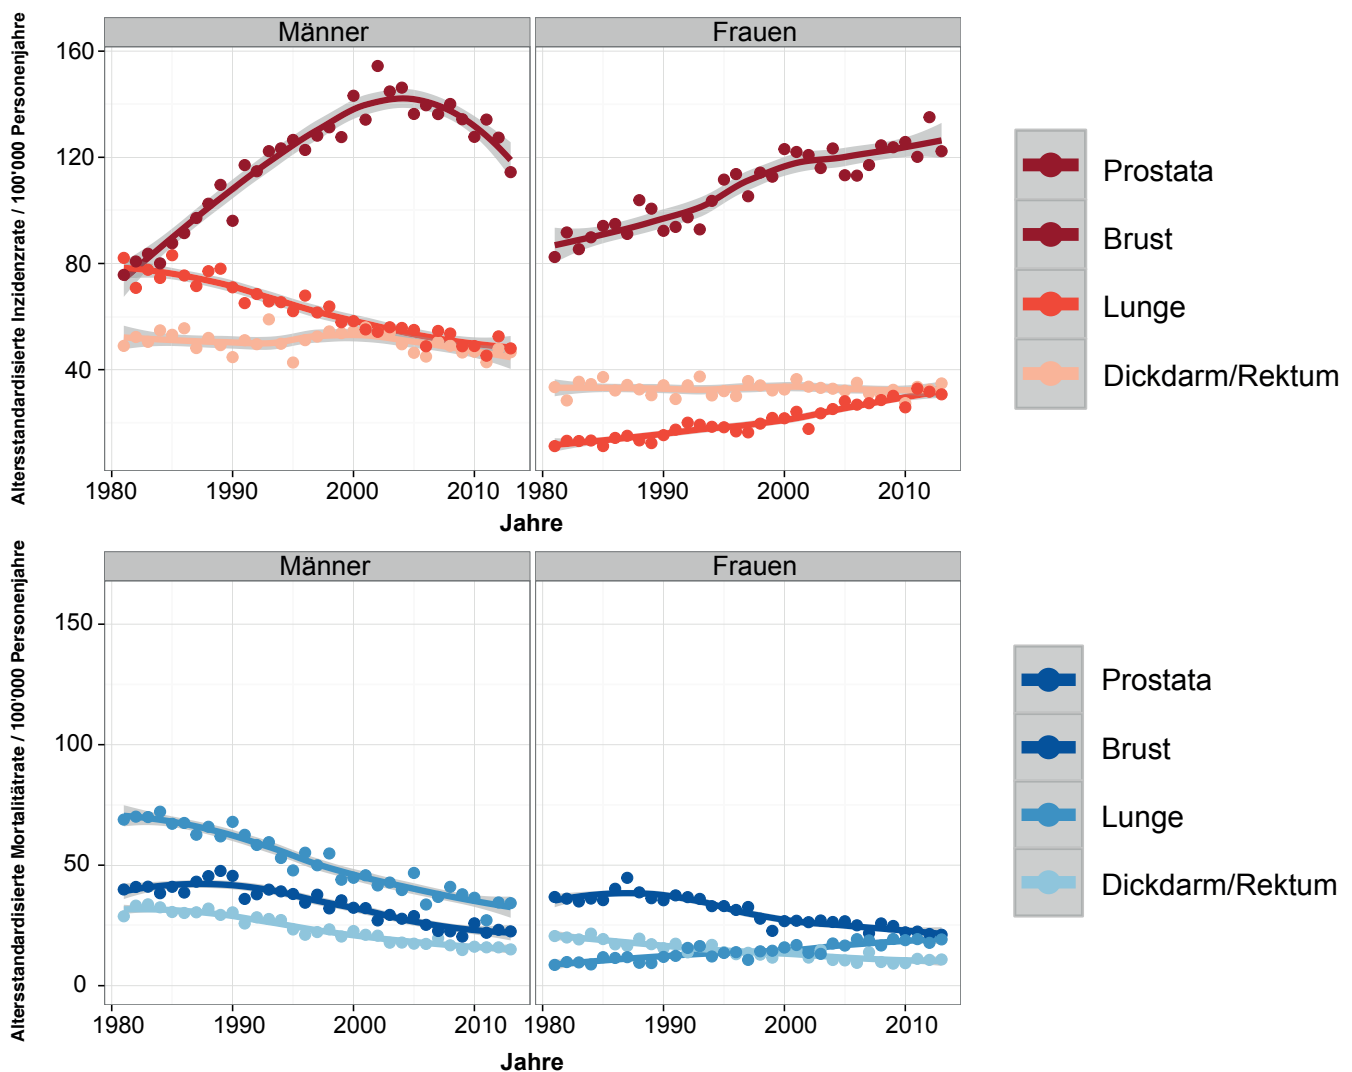 Männer
Frauen
Altersstandardisierte Inzidenzrate / 100'000 Personenjahre
160
120
80
40
1980
1990
2000
2010
1980
1990
2000
2010
Jahre
Prostata
Brust
Lunge
Dickdarm/Rektum
Männer
Frauen
Altersstandardisierte Mortalitätrate / 100'000 Personenjahre
150
100
50
0
1980
1990
2000
2010
1980
1990
2000
2010
Jahre
Prostata
Brust
Lunge
Dickdarm/Rektum